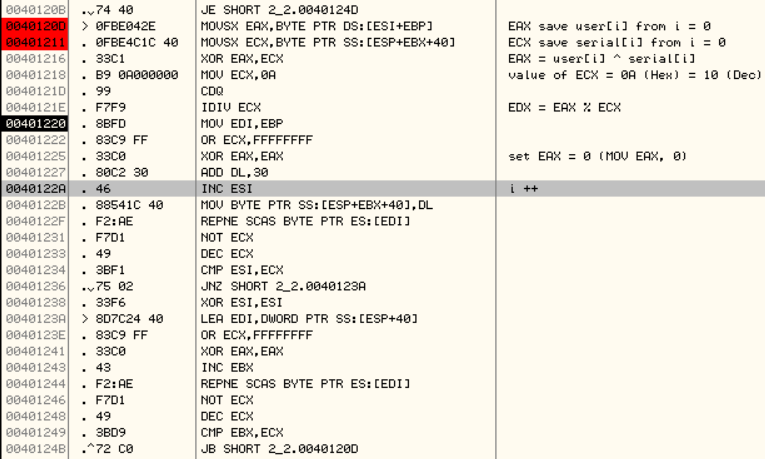 0040120B .v74 40 JE SHORT 2_2.0040124D
0040120D > 0FBE042E MOVSX EAX,BYTE PTR DS:[ESI+EBP] EAX save user[i] from i = 0
00401211 . 0FBE4C1C 40 MOVSX ECX,BYTE PTR SS:[ESP+EBX+40] ECX save serial[i] from i = 0
00401216 . 33C1 XOR EAX,ECX EAX = user[i] ^ serial[i]
00401218 . B9 0A000000 MOV ECX,0A value of ECX = 0A (Hex) = 10 (Dec)
0040121D . 99 CDQ
0040121E . F7F9 IDIV ECX EDX = EAX % ECX
00401220 . 8BFD MOV EDI,EBP
00401222 . 83C9 FF OR ECX,FFFFFFFF
00401225 . 33C0 XOR EAX,EAX set EAX = 0 (MOV EAX, 0)
00401227 . 80C2 30 ADD DL,30
0040122A . 46 INC ESI i ++
0040122B . 88541C 40 MOV BYTE PTR SS:[ESP+EBX+40],DL
0040122F . F2:AE REPNE SCAS BYTE PTR ES:[EDI]
00401231 . F7D1 NOT ECX
00401233 . 49 DEC ECX
00401234 . 3BF1 CMP ESI,ECX
00401236 .v75 02 JNZ SHORT 2_2.0040123A
00401238 . 33F6 XOR ESI,ESI
0040123A > 8D7C24 40 LEA EDI,DWORD PTR SS:[ESP+40]
0040123E . 83C9 FF OR ECX,FFFFFFFF
00401241 . 33C0 XOR EAX,EAX
00401243 . 43 INC EBX
00401244 . F2:AE REPNE SCAS BYTE PTR ES:[EDI]
00401246 . F7D1 NOT ECX
00401248 . 49 DEC ECX
00401249 . 3BD9 CMP EBX,ECX
0040124B .^72 C0 JB SHORT 2_2.0040120D